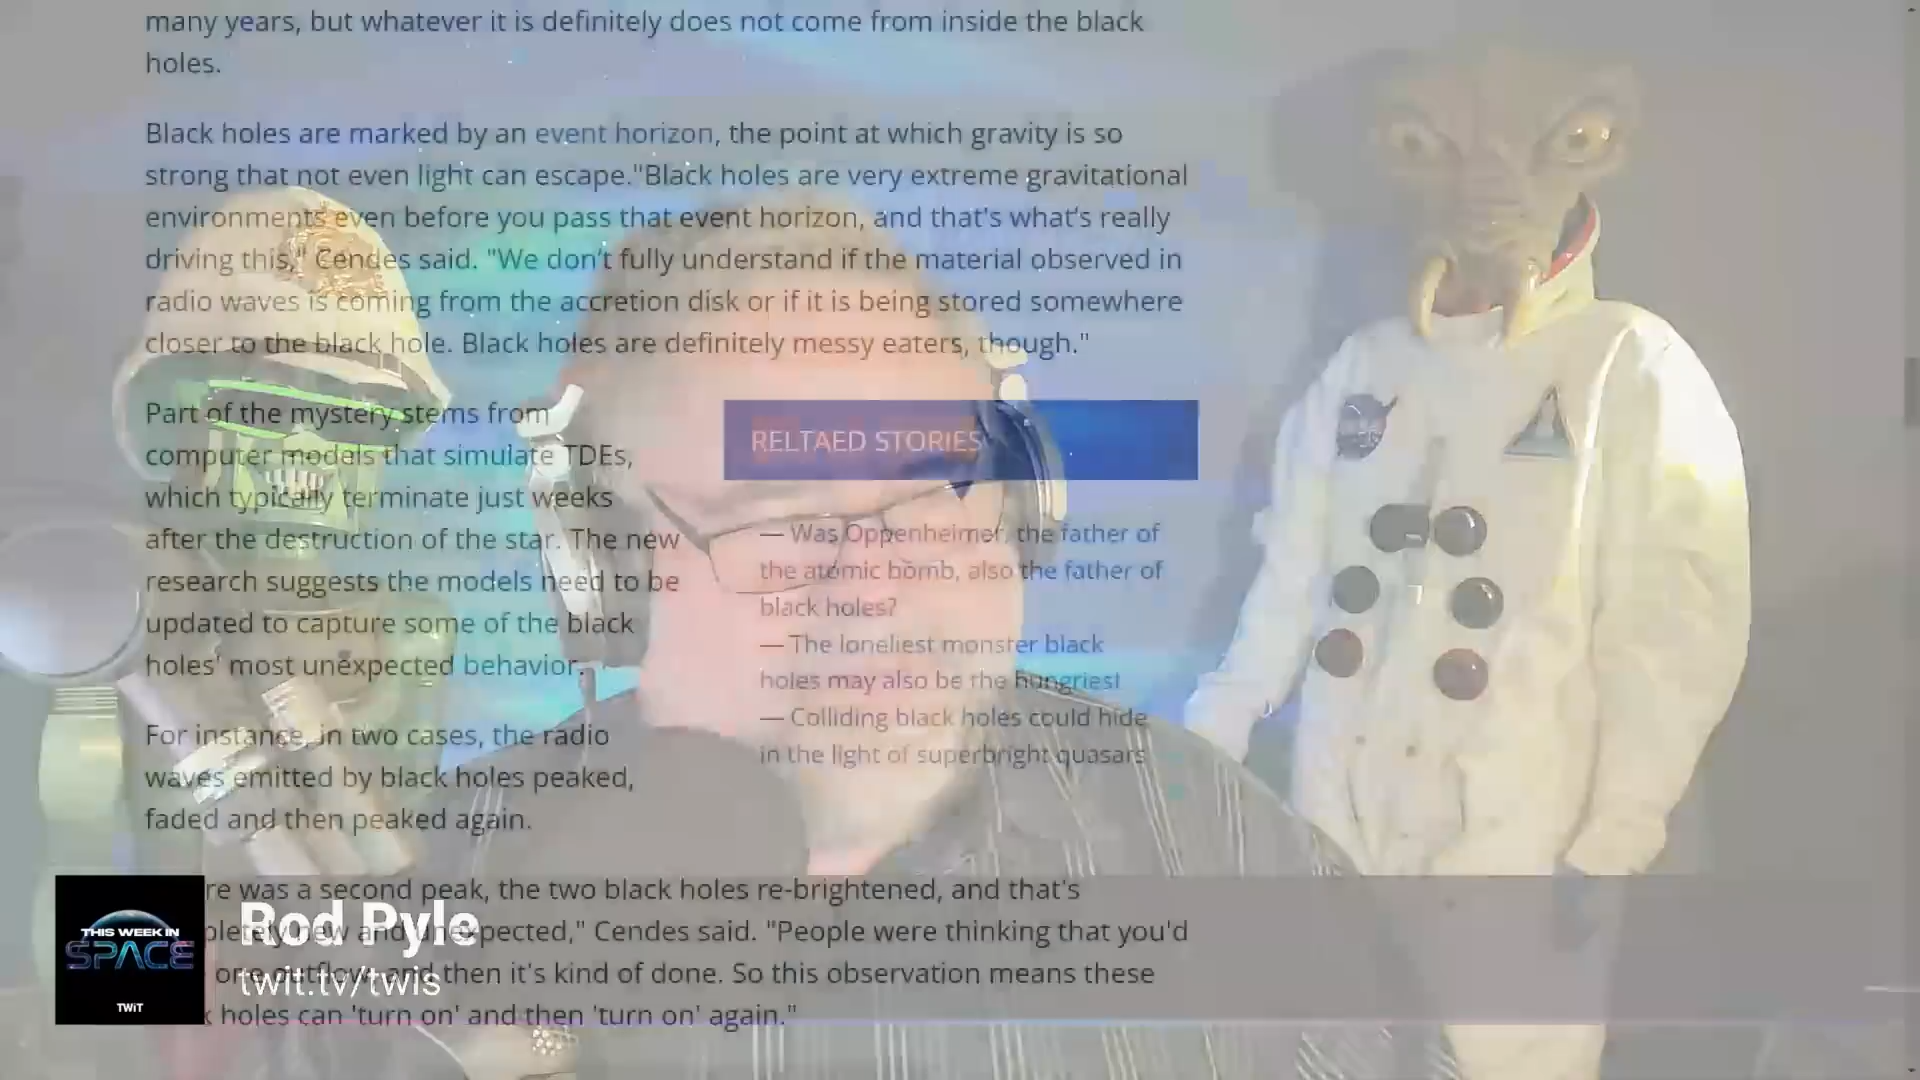 many years, but whatever it is definitely does not come from inside the black
holes.
Black holes are marked by an event horizon, the point at which gravity is so
strong that not even light can escape."Black holes are very extreme gravitational
environments even before you pass that event horizon, and that's what's really
driving this," Cendes said. "We don't fully understand if the material observed in
radio waves is coming from the accretion disk or if it is being stored somewhere
closer to the black hole. Black holes are definitely messy eaters, though."
Part of the mystery stems from
computer models that simulate TDEs,
which typically terminate just weeks
after the destruction of the star. The new
research suggests the models need to be
updated to capture some of the black
holes' most unexpected behavior.
For instance, in two cases, the radio
waves emitted by black holes peaked,
faded and then peaked again.
RELTAED STORIES
— Was Oppenheimer, the father of
the atomic bomb, also the father of
black holes?
— The loneliest monster black
holes may also be the hungriest
— Colliding black holes could hide
in the light of superbright quasars
re was a second peak, the two black holes re-brightened, and that's
pletely new and unexpected," Cendes said. "People were thinking that you'd
one outflow, and then it's kind of done. So this observation means these
k holes can 'turn on' and then 'turn on' again."
THIS WEEK IN
SPACE
TWiT
Rod Pyle
twit.tv/twis